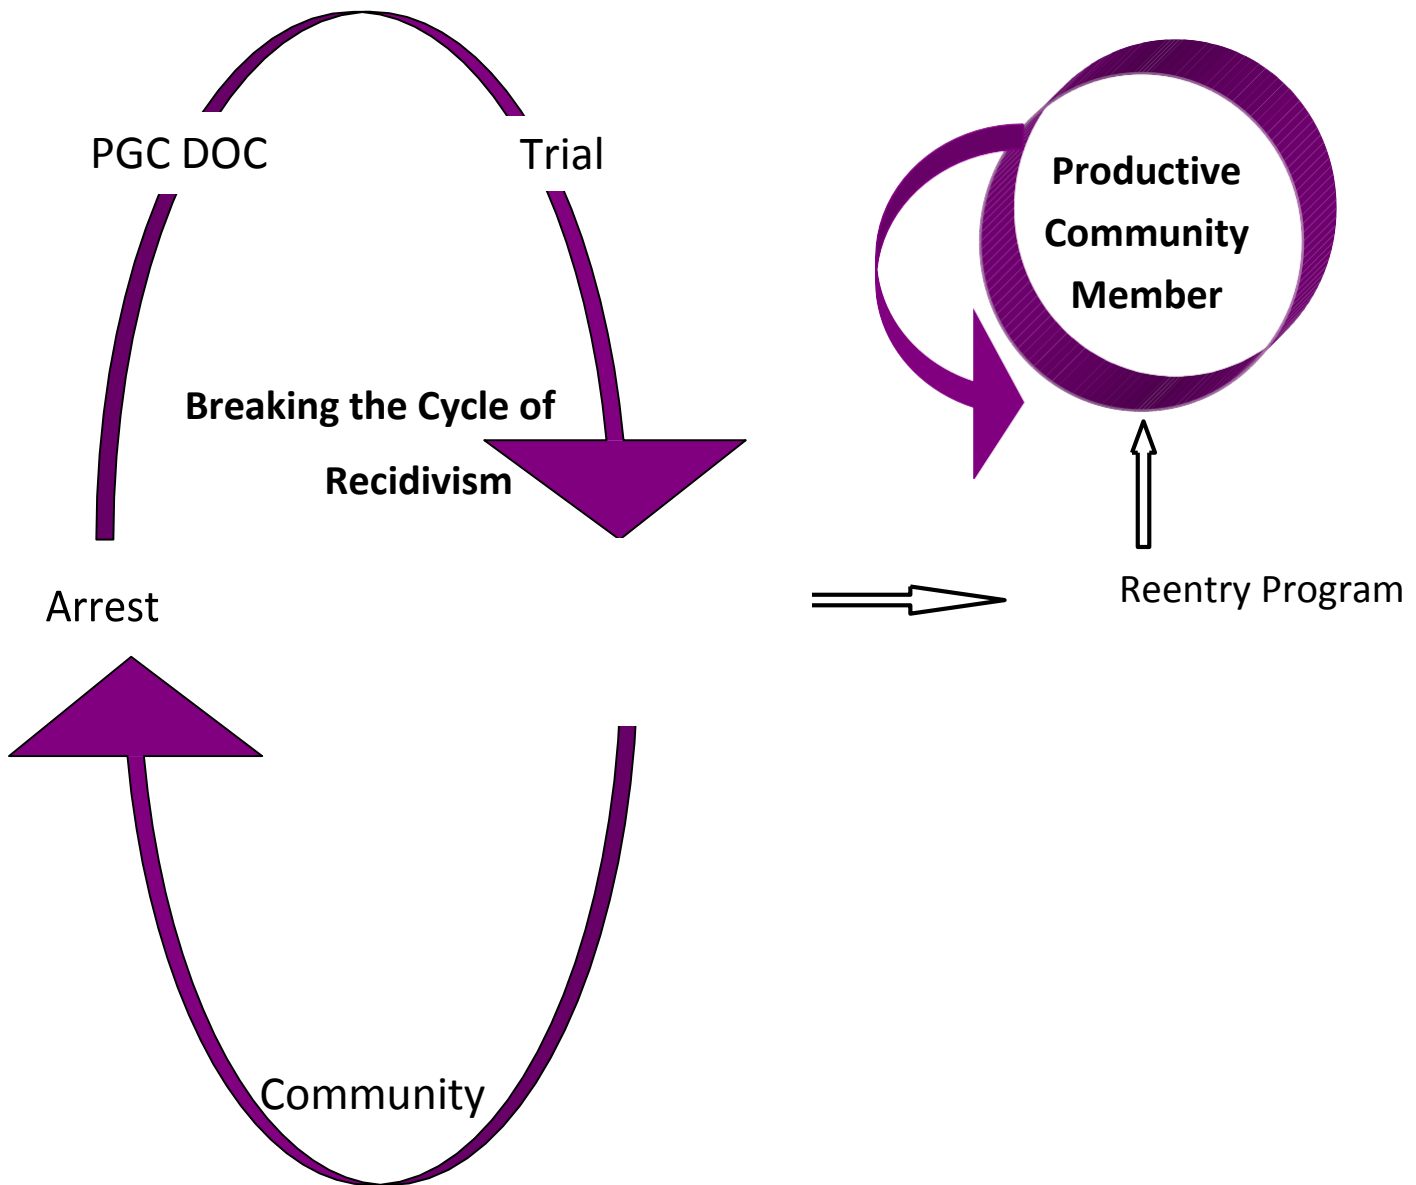 PGC DOC
Trial
Productive
Community
Member
Breaking the Cycle of
Recidivism
Arrest
Reentry Program
Community